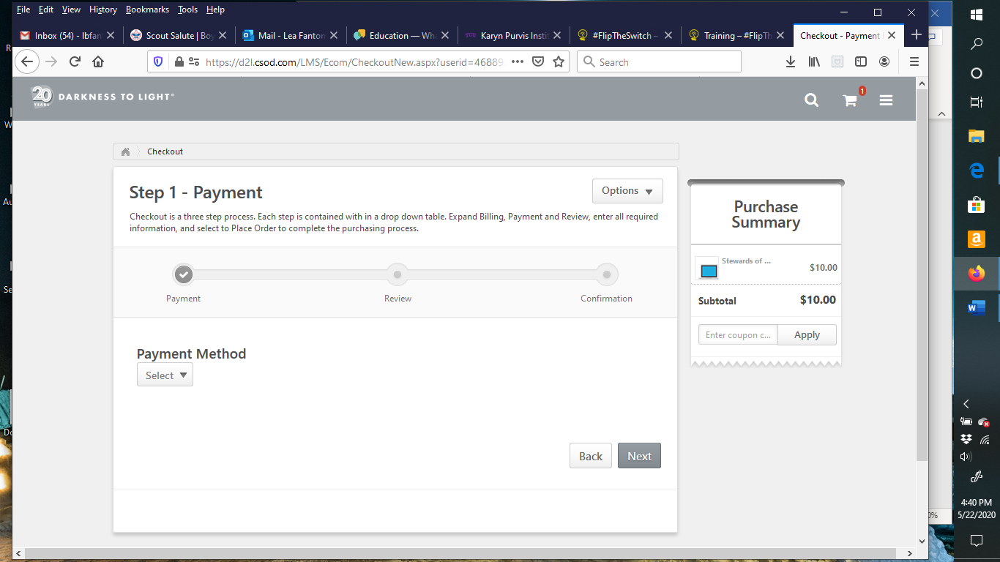 File Edit View History Bookmarks Tools Help
Inbox (54) - lbfan
Scout Salute | Boy
Mail - Lea Fanton
Education — Wha
Karyn Purvis Insti
#FlipTheSwitch –
Training – #FlipTh
Checkout - Payment
https://d2l.csod.com/LMS/Ecom/CheckoutNew.aspx?userid=46889
Search
20 YEARS DARKNESS TO LIGHT®
1
Checkout
Step 1 - Payment
Options
Checkout is a three step process. Each step is contained with in a drop down table. Expand Billing, Payment and Review, enter all required
information, and select to Place Order to complete the purchasing process.
Payment Review Confirmation
Payment Method
Select
Back Next
Purchase
Summary
Stewards of ... $10.00
Subtotal $10.00
Enter coupon c... Apply
4:40 PM
5/22/2020